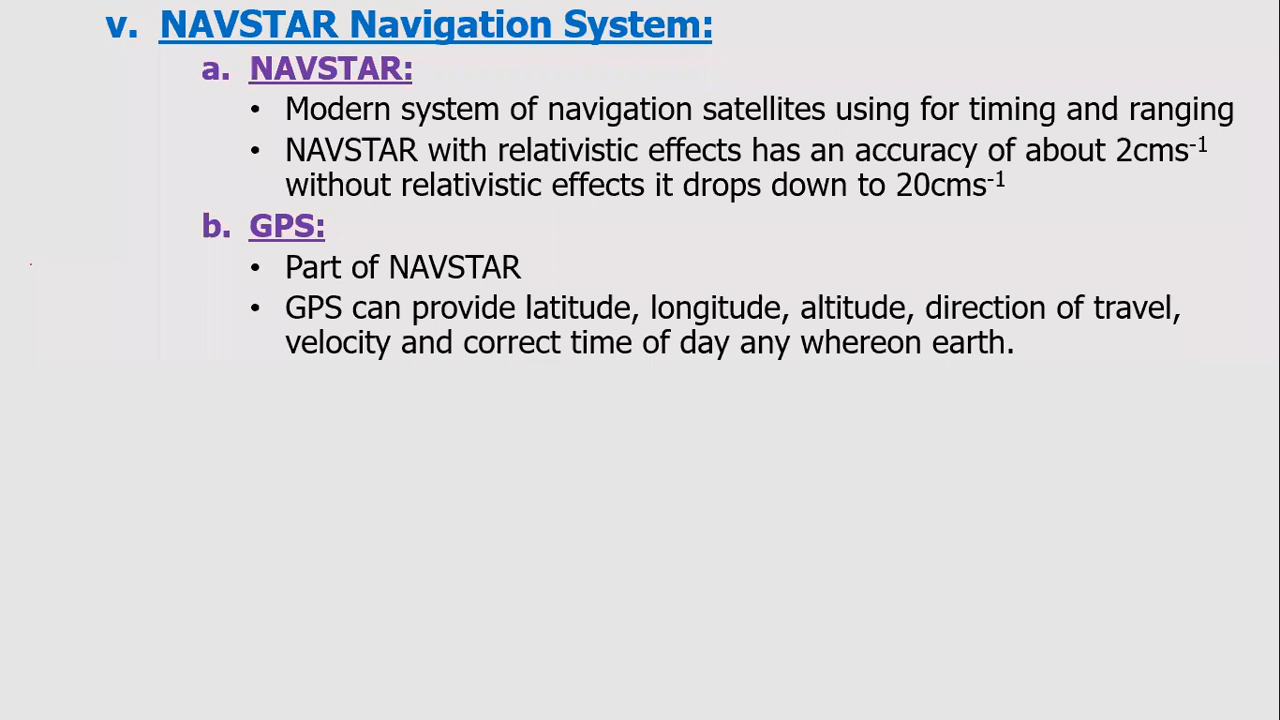 v. NAVSTAR Navigation System:
a. NAVSTAR:
• Modern system of navigation satellites using for timing and ranging
• NAVSTAR with relativistic effects has an accuracy of about 2cms⁻¹
without relativistic effects it drops down to 20cms⁻¹
b. GPS:
• Part of NAVSTAR
• GPS can provide latitude, longitude, altitude, direction of travel,
velocity and correct time of day any whereon earth.